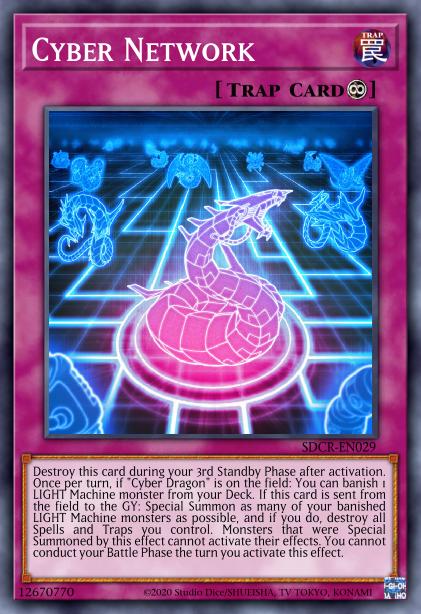 CYBER NETWORK
TRAP
罠
[TRAP CARD♾]
SDCR-EN029
Destroy this card during your 3rd Standby Phase after activation.
Once per turn, if "Cyber Dragon" is on the field: You can banish 1
LIGHT Machine monster from your Deck. If this card is sent from
the field to the GY: Special Summon as many of your banished
LIGHT Machine monsters as possible, and if you do, destroy all
Spells and Traps you control. Monsters that were Special
Summoned by this effect cannot activate their effects. You cannot
conduct your Battle Phase the turn you activate this effect.
12670770
©2020 Studio Dice/SHUEISHA, TV TOKYO, KONAMI